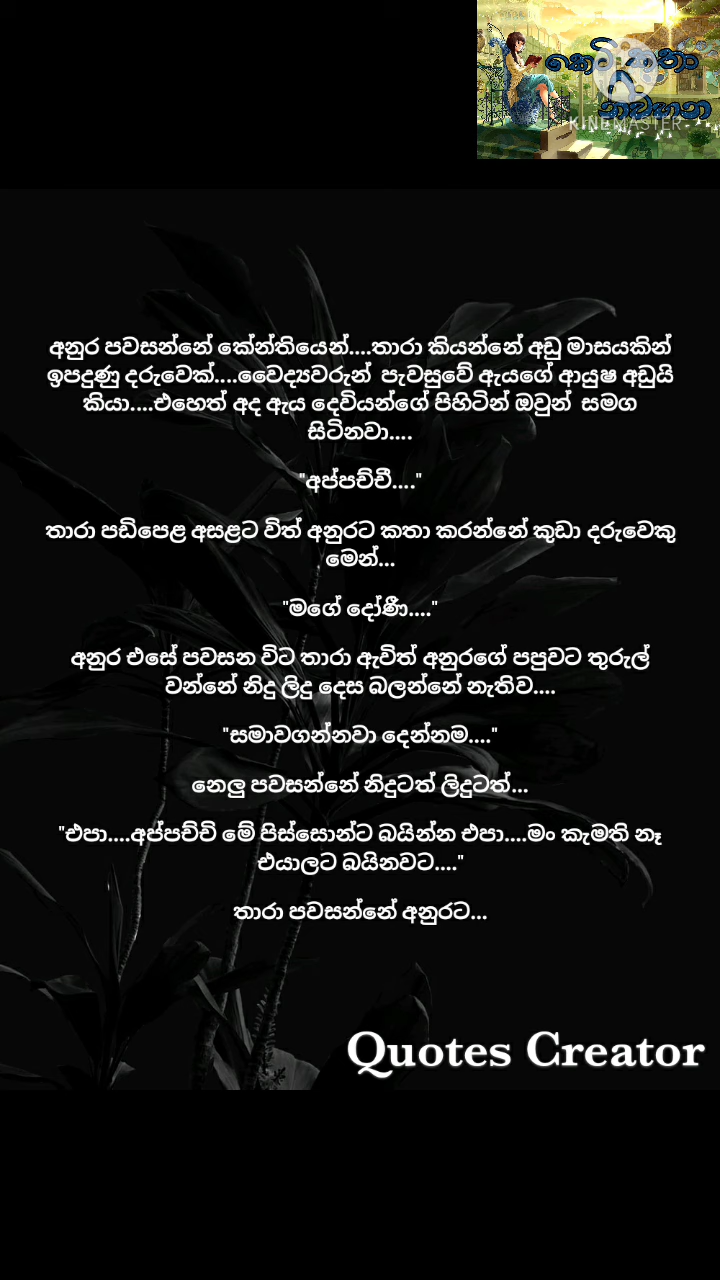 කෙටි කතා
නවාතැන
KINEMASTER
අනුර පවසන්නේ කේන්තියෙන්....තාරා කියන්නේ අඩු මාසයකින්
ඉපදුණු දරුවෙක්....වෛද්‍යවරුන් පැවසුවේ ඇයගේ ආයුෂ අඩුයි
කියා....එහෙත් අද ඇය දෙවියන්ගේ පිහිටින් ඔවුන් සමග
සිටිනවා....
"අප්පච්චී...."
තාරා පඩිපෙළ අසළට විත් අනුරට කතා කරන්නේ කුඩා දරුවෙකු
මෙන්...
"මගේ දෝණී...."
අනුර එසේ පවසන විට තාරා ඇවිත් අනුරගේ පපුවට තුරුල්
වන්නේ නිදු ලිදු දෙස බලන්නේ නැතිව....
"සමාවගන්නවා දෙන්නම...."
නෙලු පවසන්නේ නිදුටත් ලිදුටත්...
"එපා....අප්පච්චි මේ පිස්සොන්ට බයින්න එපා....මං කැමති නෑ
එයාලට බයිනවට...."
තාරා පවසන්නේ අනුරට...
Quotes Creator